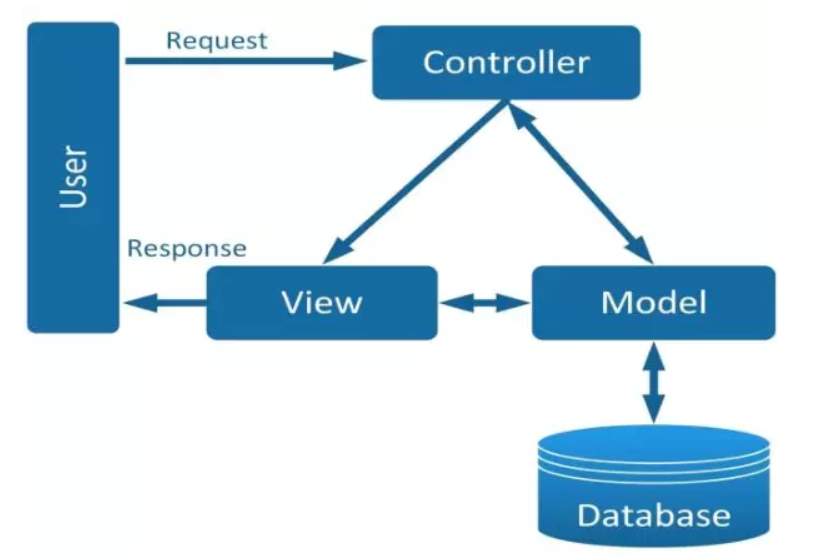 Request
Controller
User
Response
View
Model
Database